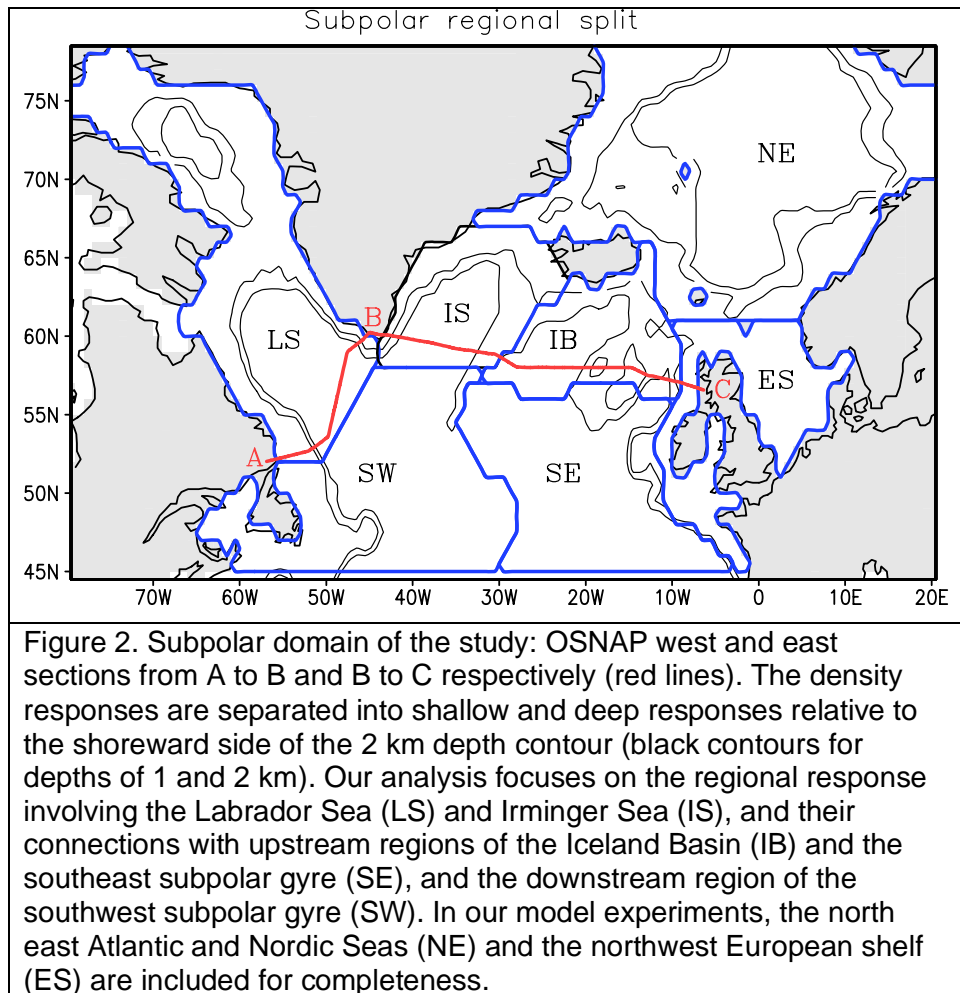 Subpolar regional split
75N
70N
65N
60N
55N
50N
45N
NE
LS
B
IS
IB
ES
C
A
SW
SE
70W 60W 50W 40W 30W 20W 10W 0 10E 20E
Figure 2. Subpolar domain of the study: OSNAP west and east
sections from A to B and B to C respectively (red lines). The density
responses are separated into shallow and deep responses relative to
the shoreward side of the 2 km depth contour (black contours for
depths of 1 and 2 km). Our analysis focuses on the regional response
involving the Labrador Sea (LS) and Irminger Sea (IS), and their
connections with upstream regions of the Iceland Basin (IB) and the
southeast subpolar gyre (SE), and the downstream region of the
southwest subpolar gyre (SW). In our model experiments, the north
east Atlantic and Nordic Seas (NE) and the northwest European shelf
(ES) are included for completeness.